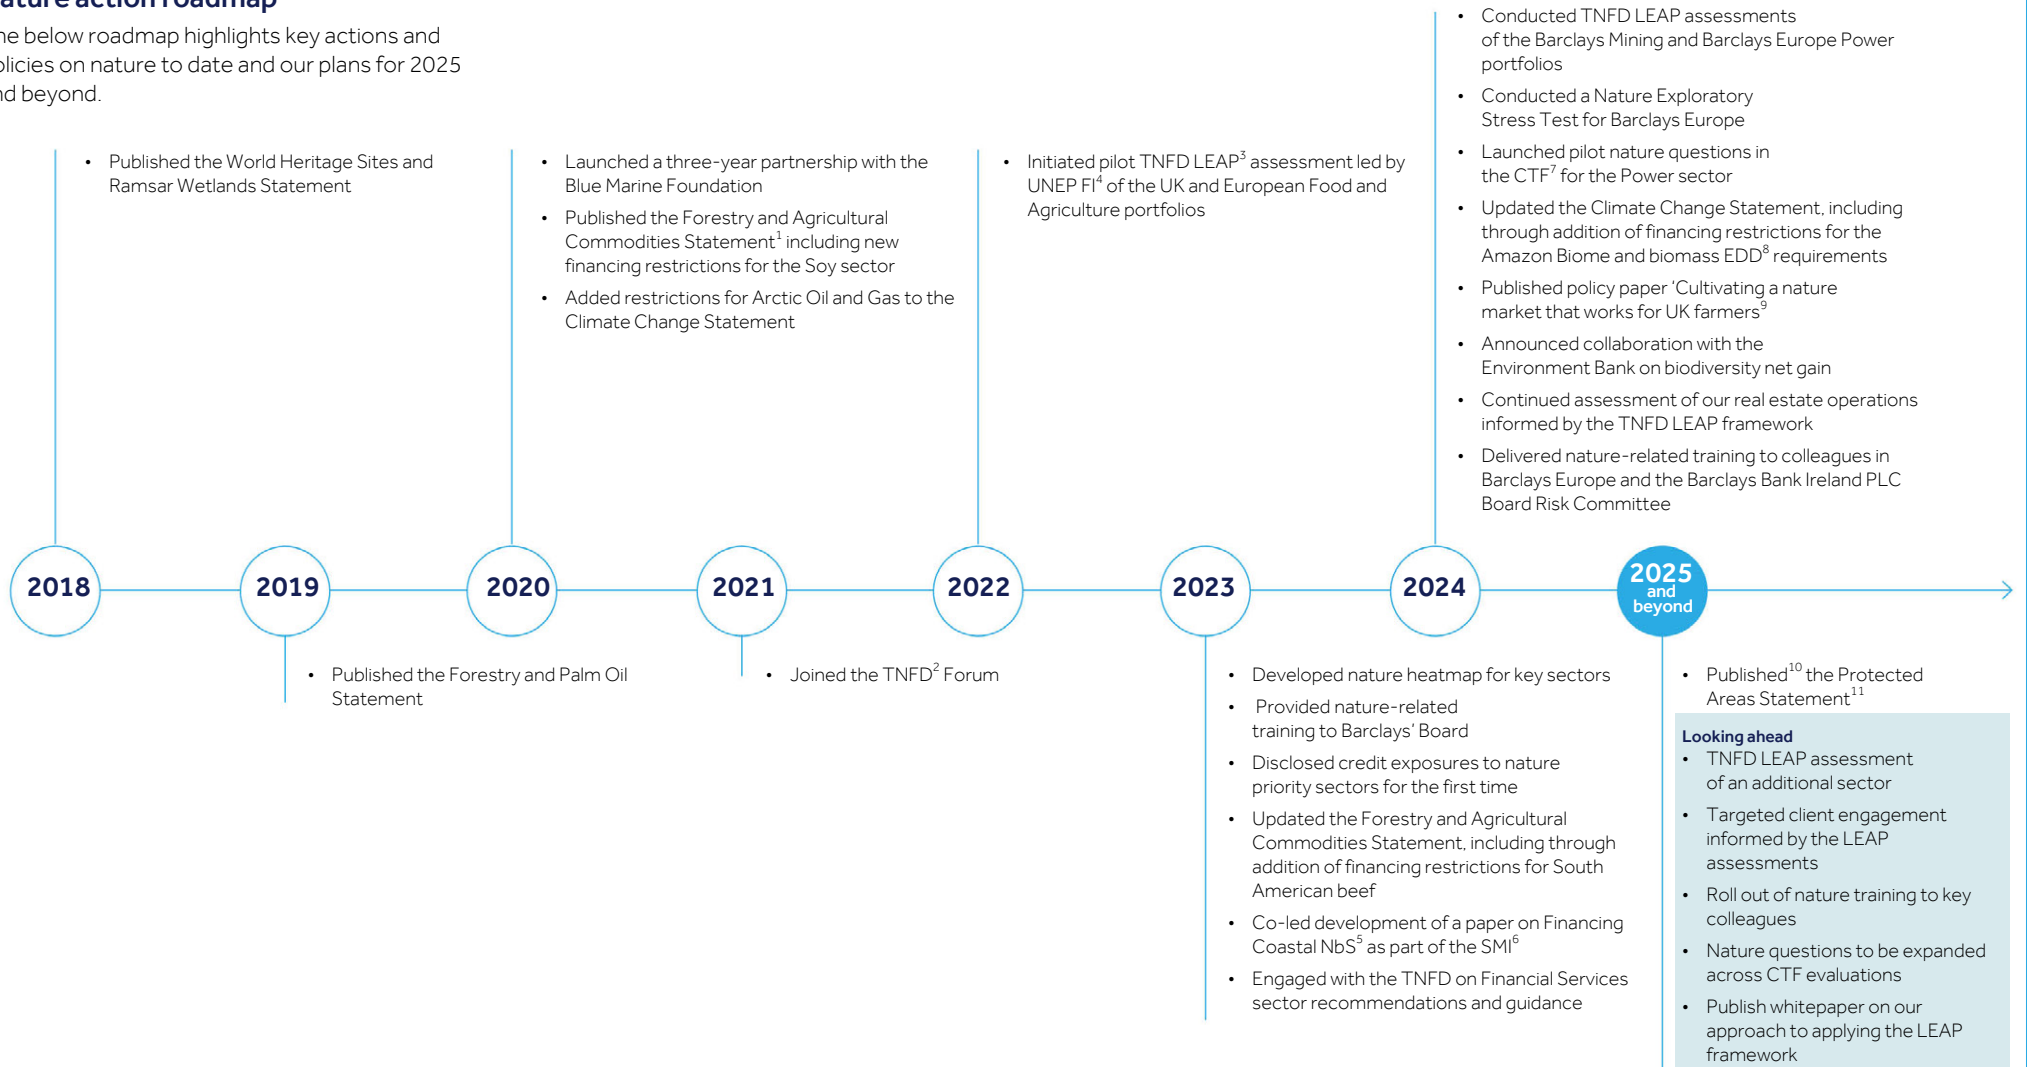 ature action roadmap
he below roadmap highlights key actions and
olicies on nature to date and our plans for 2025
nd beyond.
• Published the World Heritage Sites and
Ramsar Wetlands Statement
• Launched a three-year partnership with the
Blue Marine Foundation
• Published the Forestry and Agricultural
Commodities Statement1 including new
financing restrictions for the Soy sector
• Added restrictions for Arctic Oil and Gas to the
Climate Change Statement
• Initiated pilot TNFD LEAP3 assessment led by
UNEP FI4 of the UK and European Food and
Agriculture portfolios
• Conducted TNFD LEAP assessments
of the Barclays Mining and Barclays Europe Power
portfolios
• Conducted a Nature Exploratory
Stress Test for Barclays Europe
• Launched pilot nature questions in
the CTF7 for the Power sector
• Updated the Climate Change Statement, including
through addition of financing restrictions for the
Amazon Biome and biomass EDD8 requirements
• Published policy paper ‘Cultivating a nature
market that works for UK farmers9
• Announced collaboration with the
Environment Bank on biodiversity net gain
• Continued assessment of our real estate operations
informed by the TNFD LEAP framework
• Delivered nature-related training to colleagues in
Barclays Europe and the Barclays Bank Ireland PLC
Board Risk Committee
2018
2019
2020
2021
2022
2023
2024
2025
and
beyond
• Published the Forestry and Palm Oil
Statement
• Joined the TNFD2 Forum
• Developed nature heatmap for key sectors
• Provided nature-related
training to Barclays’ Board
• Disclosed credit exposures to nature
priority sectors for the first time
• Updated the Forestry and Agricultural
Commodities Statement, including through
addition of financing restrictions for South
American beef
• Co-led development of a paper on Financing
Coastal NbS5 as part of the SMI6
• Engaged with the TNFD on Financial Services
sector recommendations and guidance
• Published10 the Protected
Areas Statement11
Looking ahead
• TNFD LEAP assessment
of an additional sector
• Targeted client engagement
informed by the LEAP
assessments
• Roll out of nature training to key
colleagues
• Nature questions to be expanded
across CTF evaluations
• Publish whitepaper on our
approach to applying the LEAP
framework